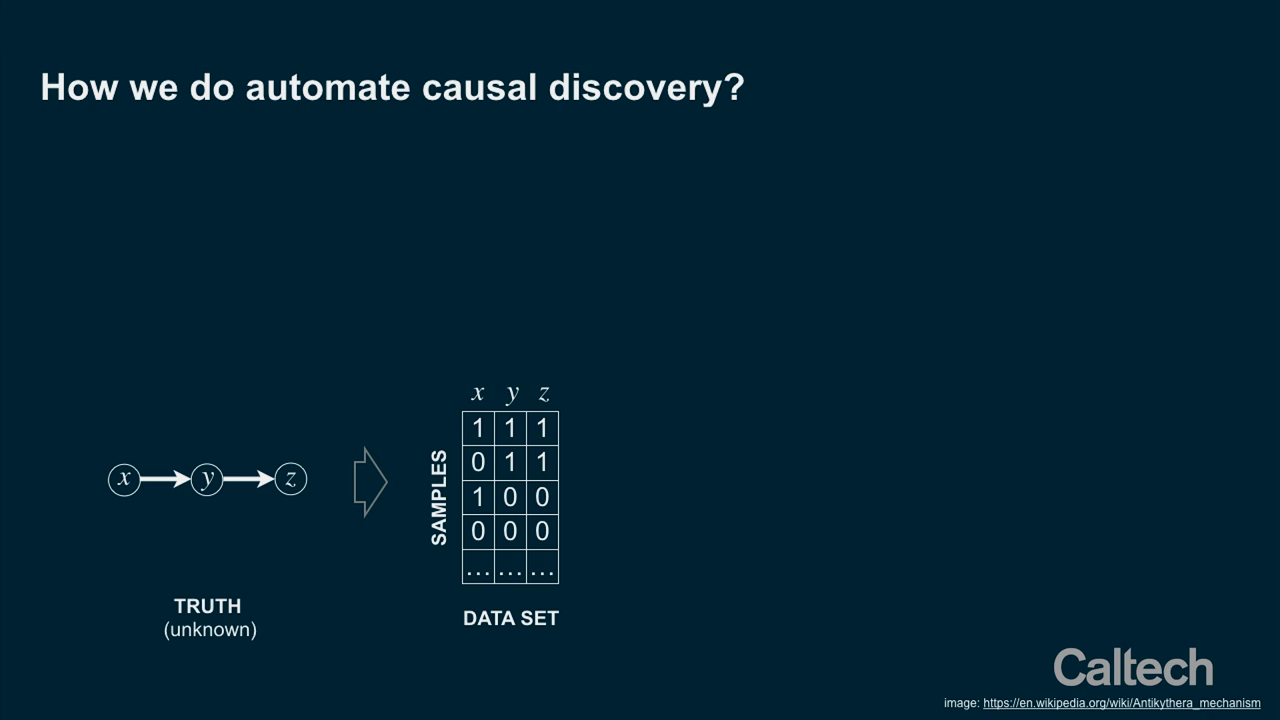 How we do automate causal discovery?
x y z
x y z
SAMPLES
1 1 1
0 1 1
1 0 0
0 0 0
... ... ...
TRUTH
(unknown)
DATA SET
Caltech
image: https://en.wikipedia.org/wiki/Antikythera_mechanism